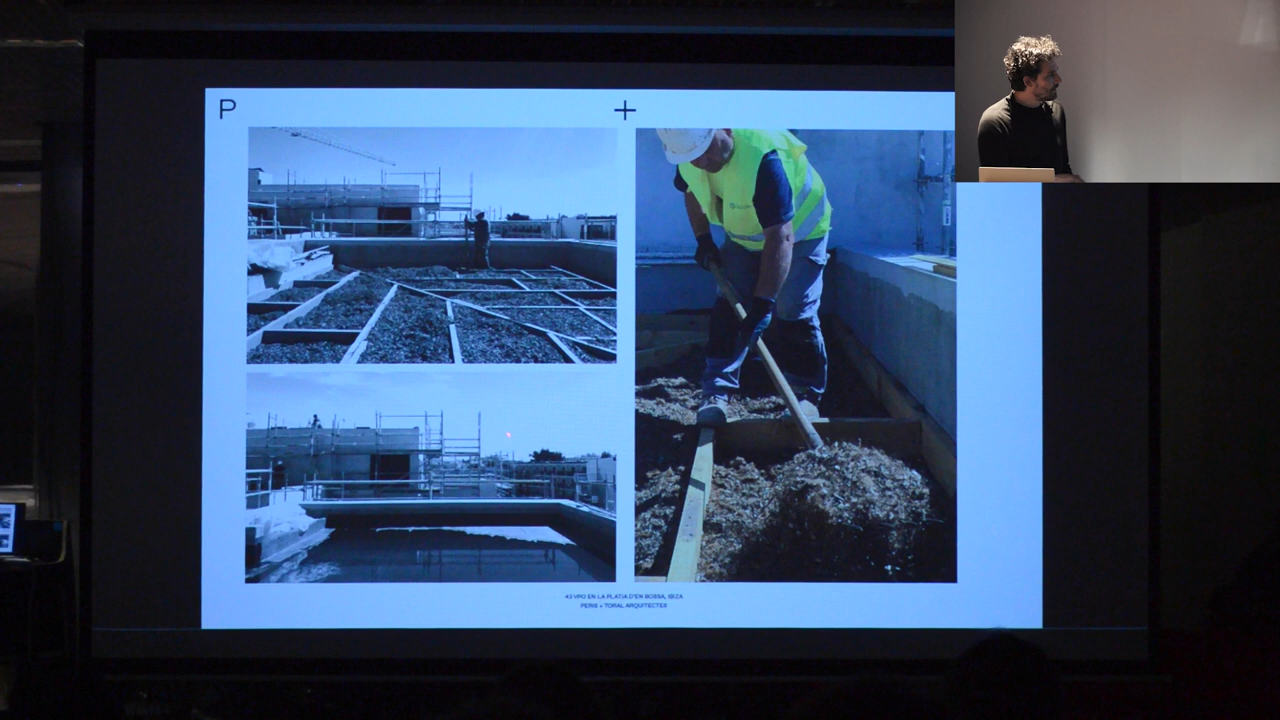 P +
43 VPO EN LA PLATJA D'EN BOSSA, IBIZA
PERIS + TORAL ARQUITECTES